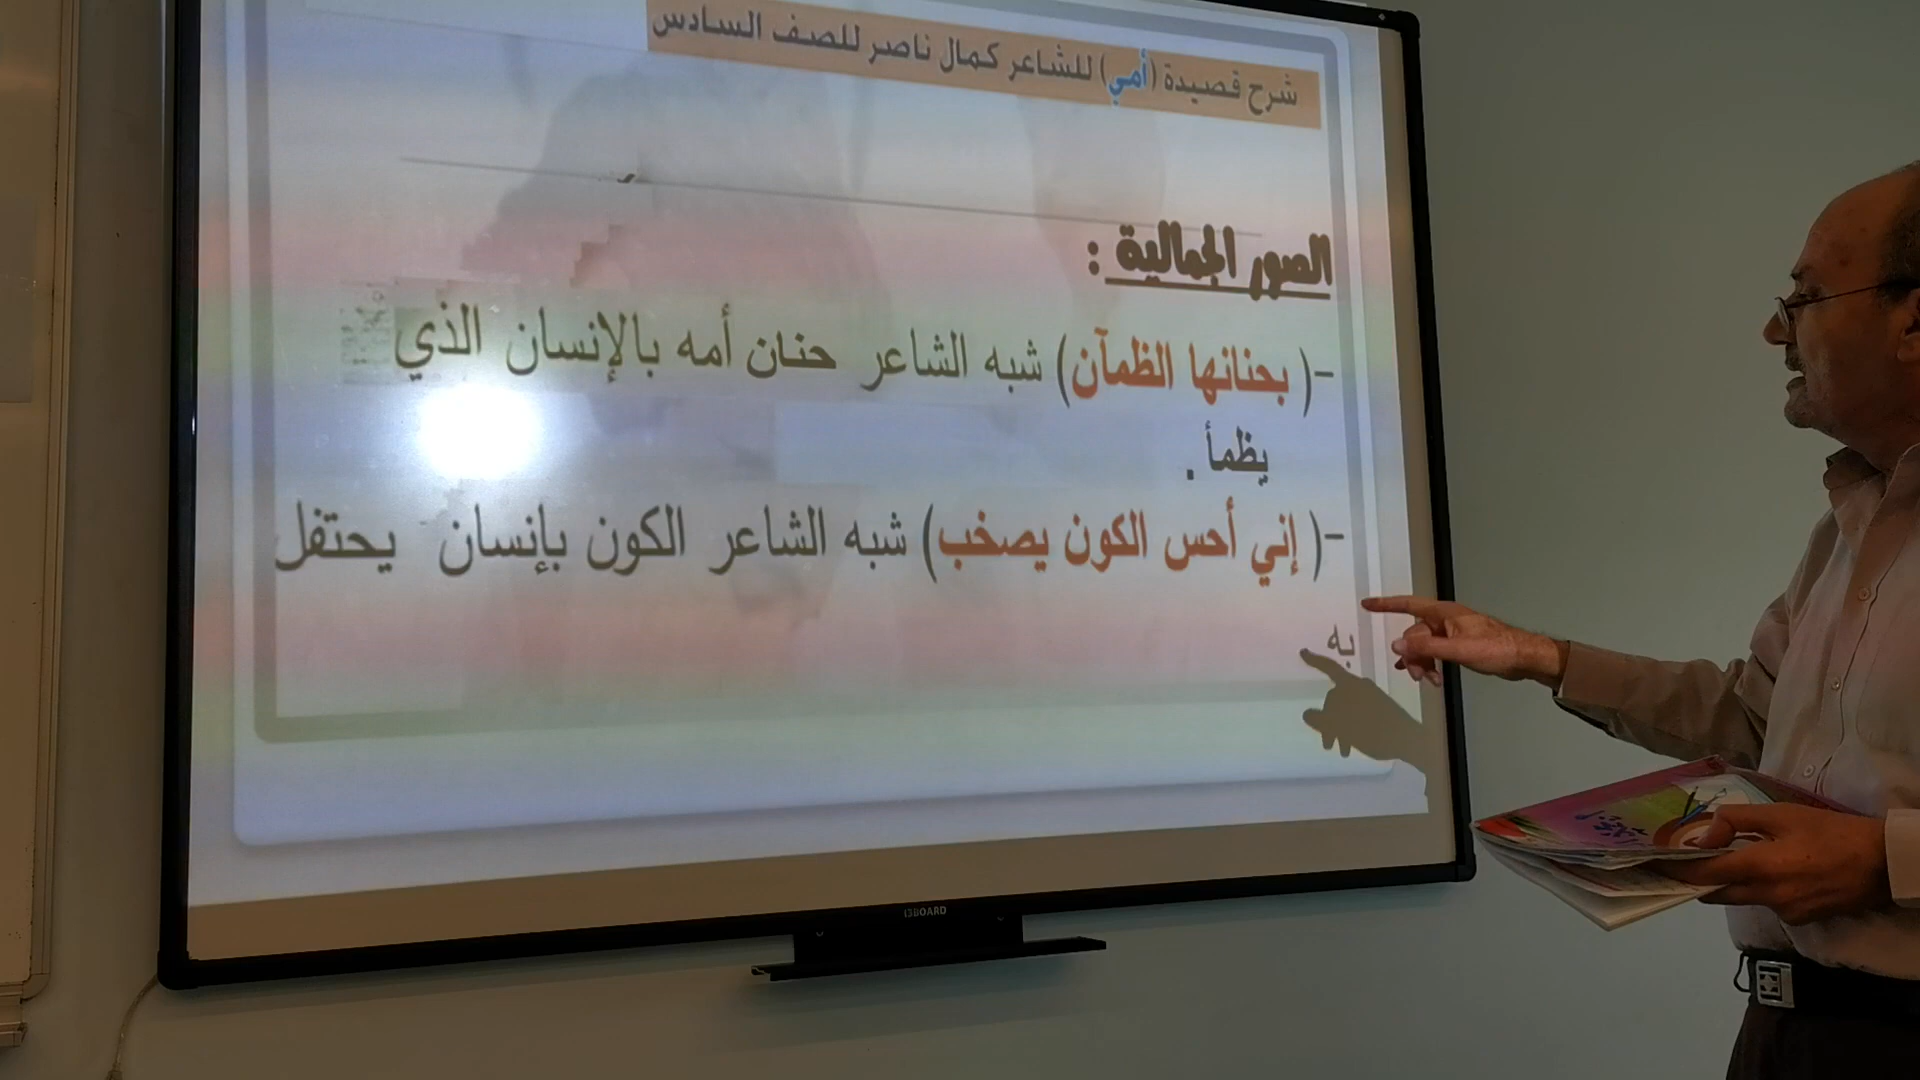 شرح قصيدة (أمي) للشاعر كمال ناصر للصف السادس
الصور الجمالية :
-( بحنانها الظمآن) شبه الشاعر حنان أمه بالإنسان الذي
يظمأ .
-( إني أحس الكون يصخب) شبه الشاعر الكون بإنسان يحتفل
به
i3BOARD